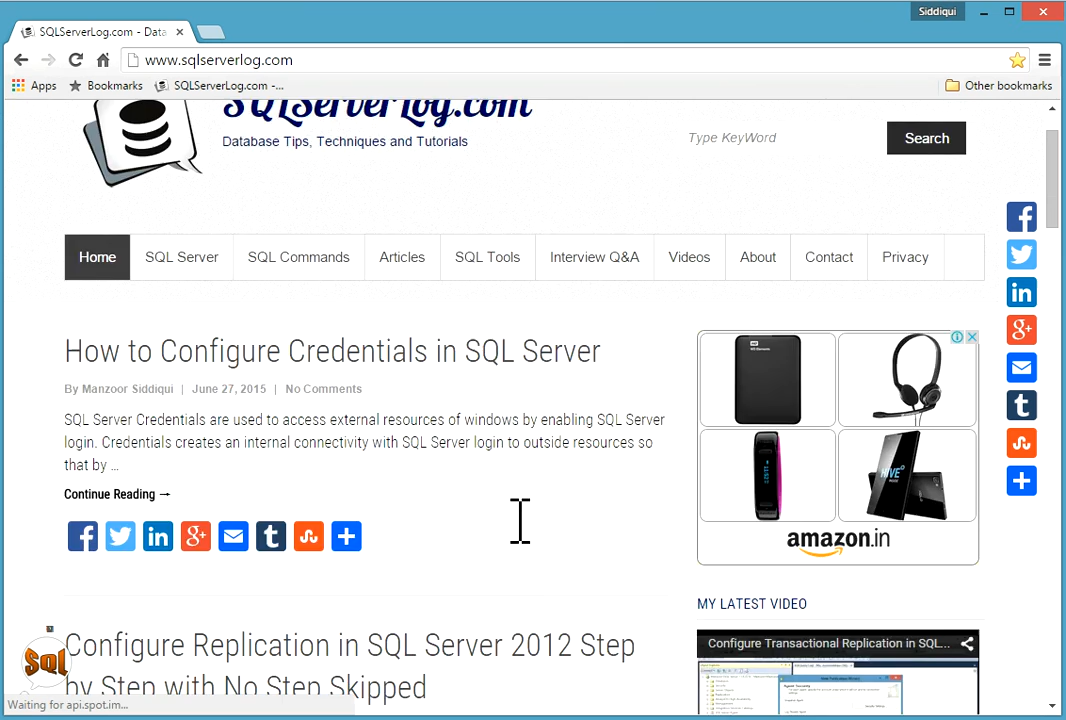 Siddiqui
SQLServerLog.com - Data
www.sqlserverlog.com
Apps Bookmarks SQLServerLog.com -... Other bookmarks
SQLServerLog.com
Database Tips, Techniques and Tutorials
Type KeyWord Search
Home SQL Server SQL Commands Articles SQL Tools Interview Q&A Videos About Contact Privacy
How to Configure Credentials in SQL Server
By Manzoor Siddiqui | June 27, 2015 | No Comments
SQL Server Credentials are used to access external resources of windows by enabling SQL Server
login. Credentials creates an internal connectivity with SQL Server login to outside resources so
that by ...
Continue Reading →
amazon.in
MY LATEST VIDEO
Configure Transactional Replication in SQL...
Configure Replication in SQL Server 2012 Step
by Step with No Step Skipped
Sql
Waiting for api.spot.im...